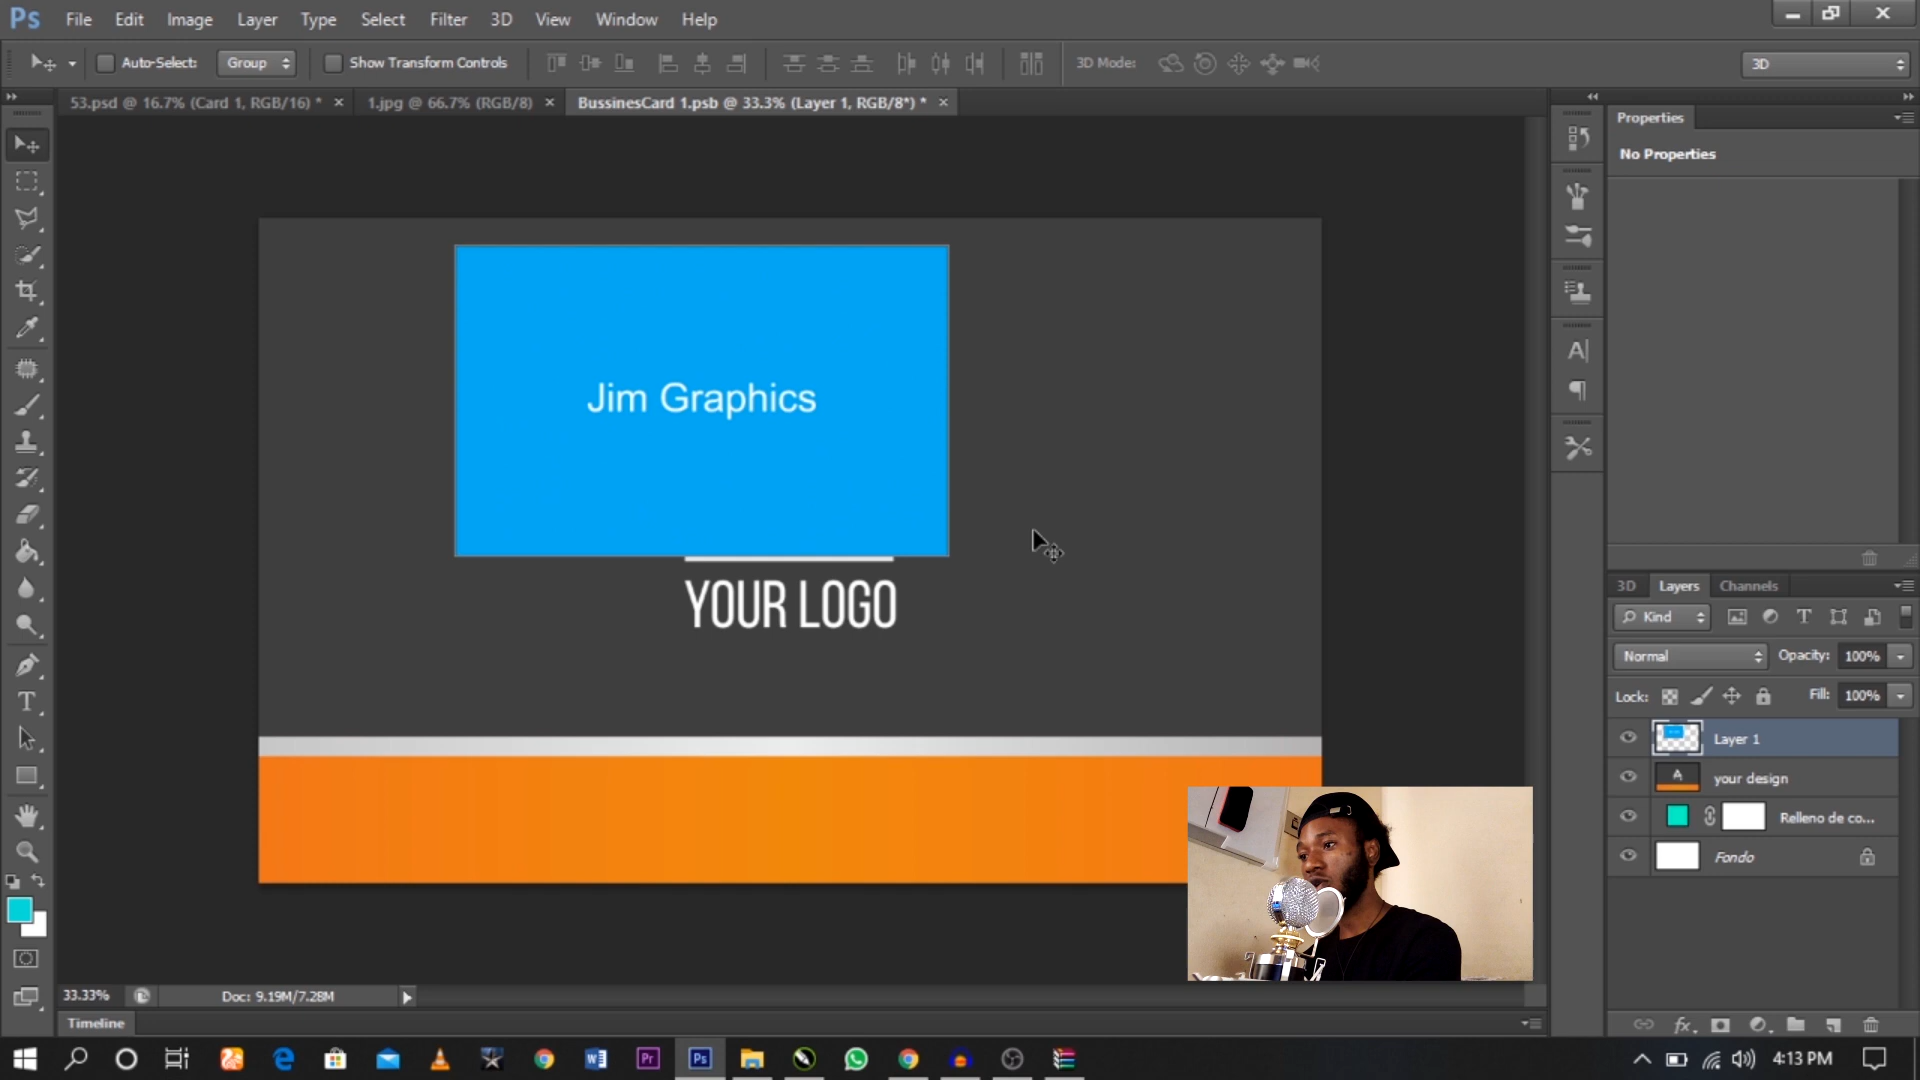 Ps File Edit Image Layer Type Select Filter 3D View Window Help
Auto-Select: Group Show Transform Controls 3D Mode: 3D
53.psd @ 16.7% (Card 1, RGB/16) * × 1.jpg @ 66.7% (RGB/8) × BussinesCard 1.psb @ 33.3% (Layer 1, RGB/8*) * ×
Properties
No Properties
Jim Graphics
YOUR LOGO
3D Layers Channels
Kind
Normal Opacity: 100%
Lock: Fill: 100%
Layer 1
A your design
Relleno de co...
Fondo
33.33% Doc: 9.19M/7.28M
Timeline
Pr Ps 4:13 PM